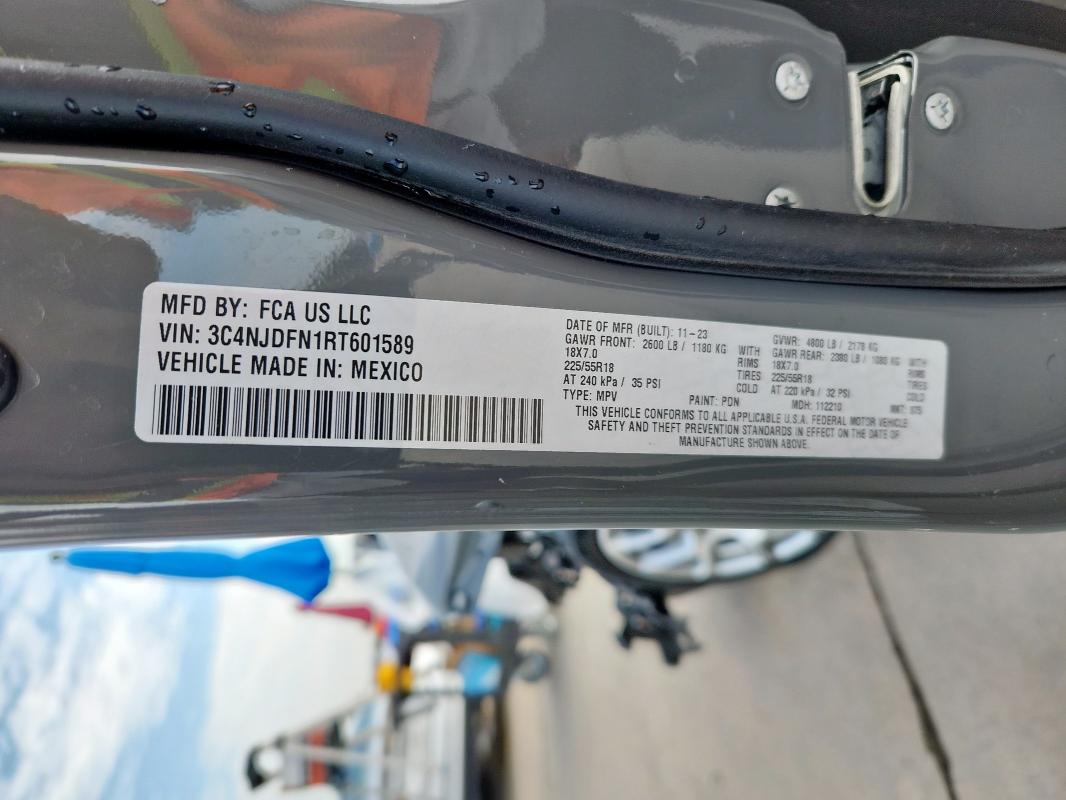 MFD BY: FCA US LLC
VIN: 3C4NJDFN1RT601589
VEHICLE MADE IN: MEXICO
DATE OF MFR (BUILT): 11-23 GVWR: 4800 LB / 2178 KG
GAWR FRONT: 2600 LB / 1180 KG WITH GAWR REAR: 2380 LB / 1080 KG WITH
18X7.0 RIMS 18X7.0 RIMS
225/55R18 TIRES 225/55R18 TIRES
AT 240 kPa / 35 PSI COLD AT 220 kPa / 32 PSI COLD
TYPE: MPV PAINT: PDN MDH: 112210 MKT:
THIS VEHICLE CONFORMS TO ALL APPLICABLE U.S.A. FEDERAL MOTOR VEHICLE
SAFETY AND THEFT PREVENTION STANDARDS IN EFFECT ON THE DATE OF
MANUFACTURE SHOWN ABOVE.